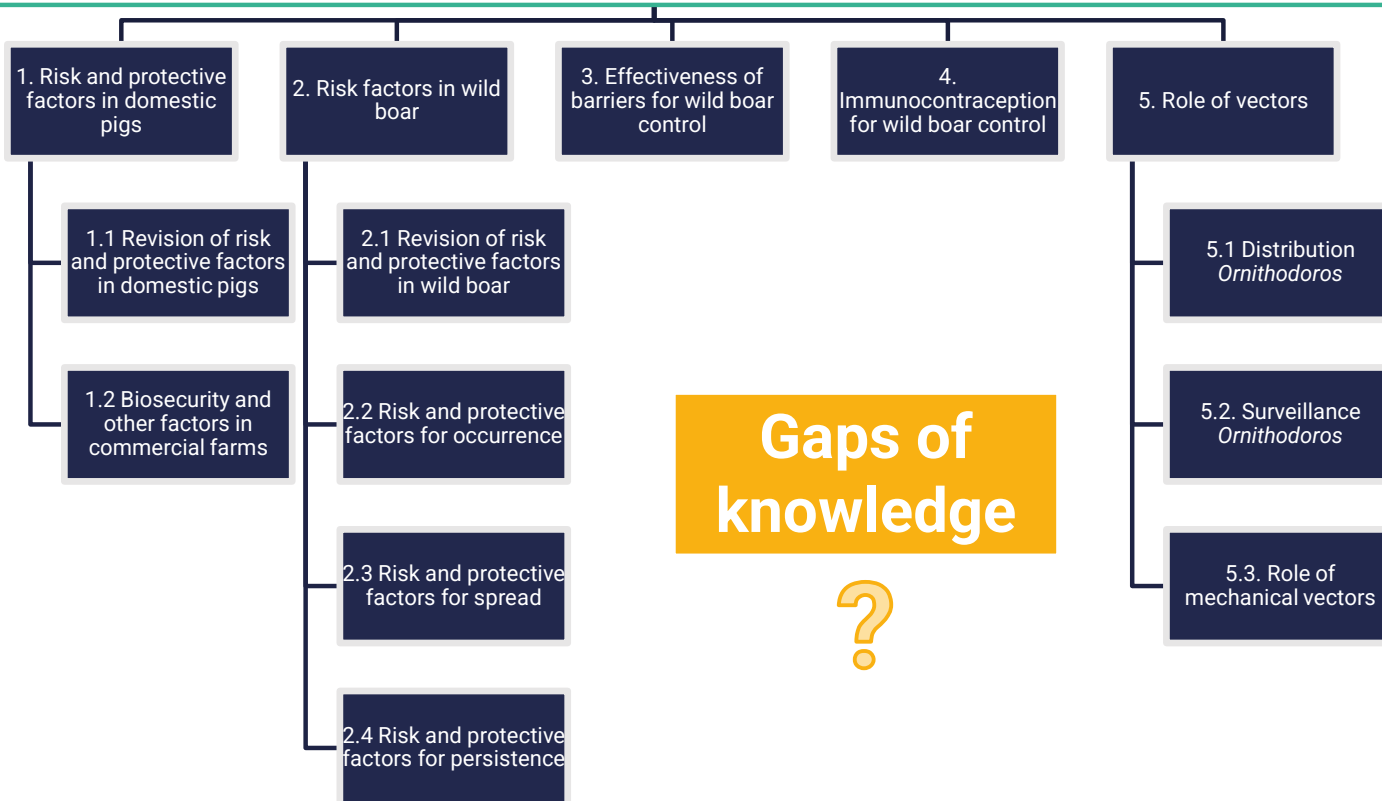 1. Risk and protective
factors in domestic
pigs
2. Risk factors in wild
boar
3. Effectiveness of
barriers for wild boar
control
4.
Immunocontraception
for wild boar control
5. Role of vectors
1.1 Revision of risk
and protective factors
in domestic pigs
2.1 Revision of risk
and protective factors
in wild boar
5.1 Distribution
Ornithodoros
1.2 Biosecurity and
other factors in
commercial farms
2.2 Risk and protective
factors for occurrence
5.2. Surveillance
Ornithodoros
Gaps of
knowledge
?
2.3 Risk and protective
factors for spread
5.3. Role of
mechanical vectors
2.4 Risk and protective
factors for persistence